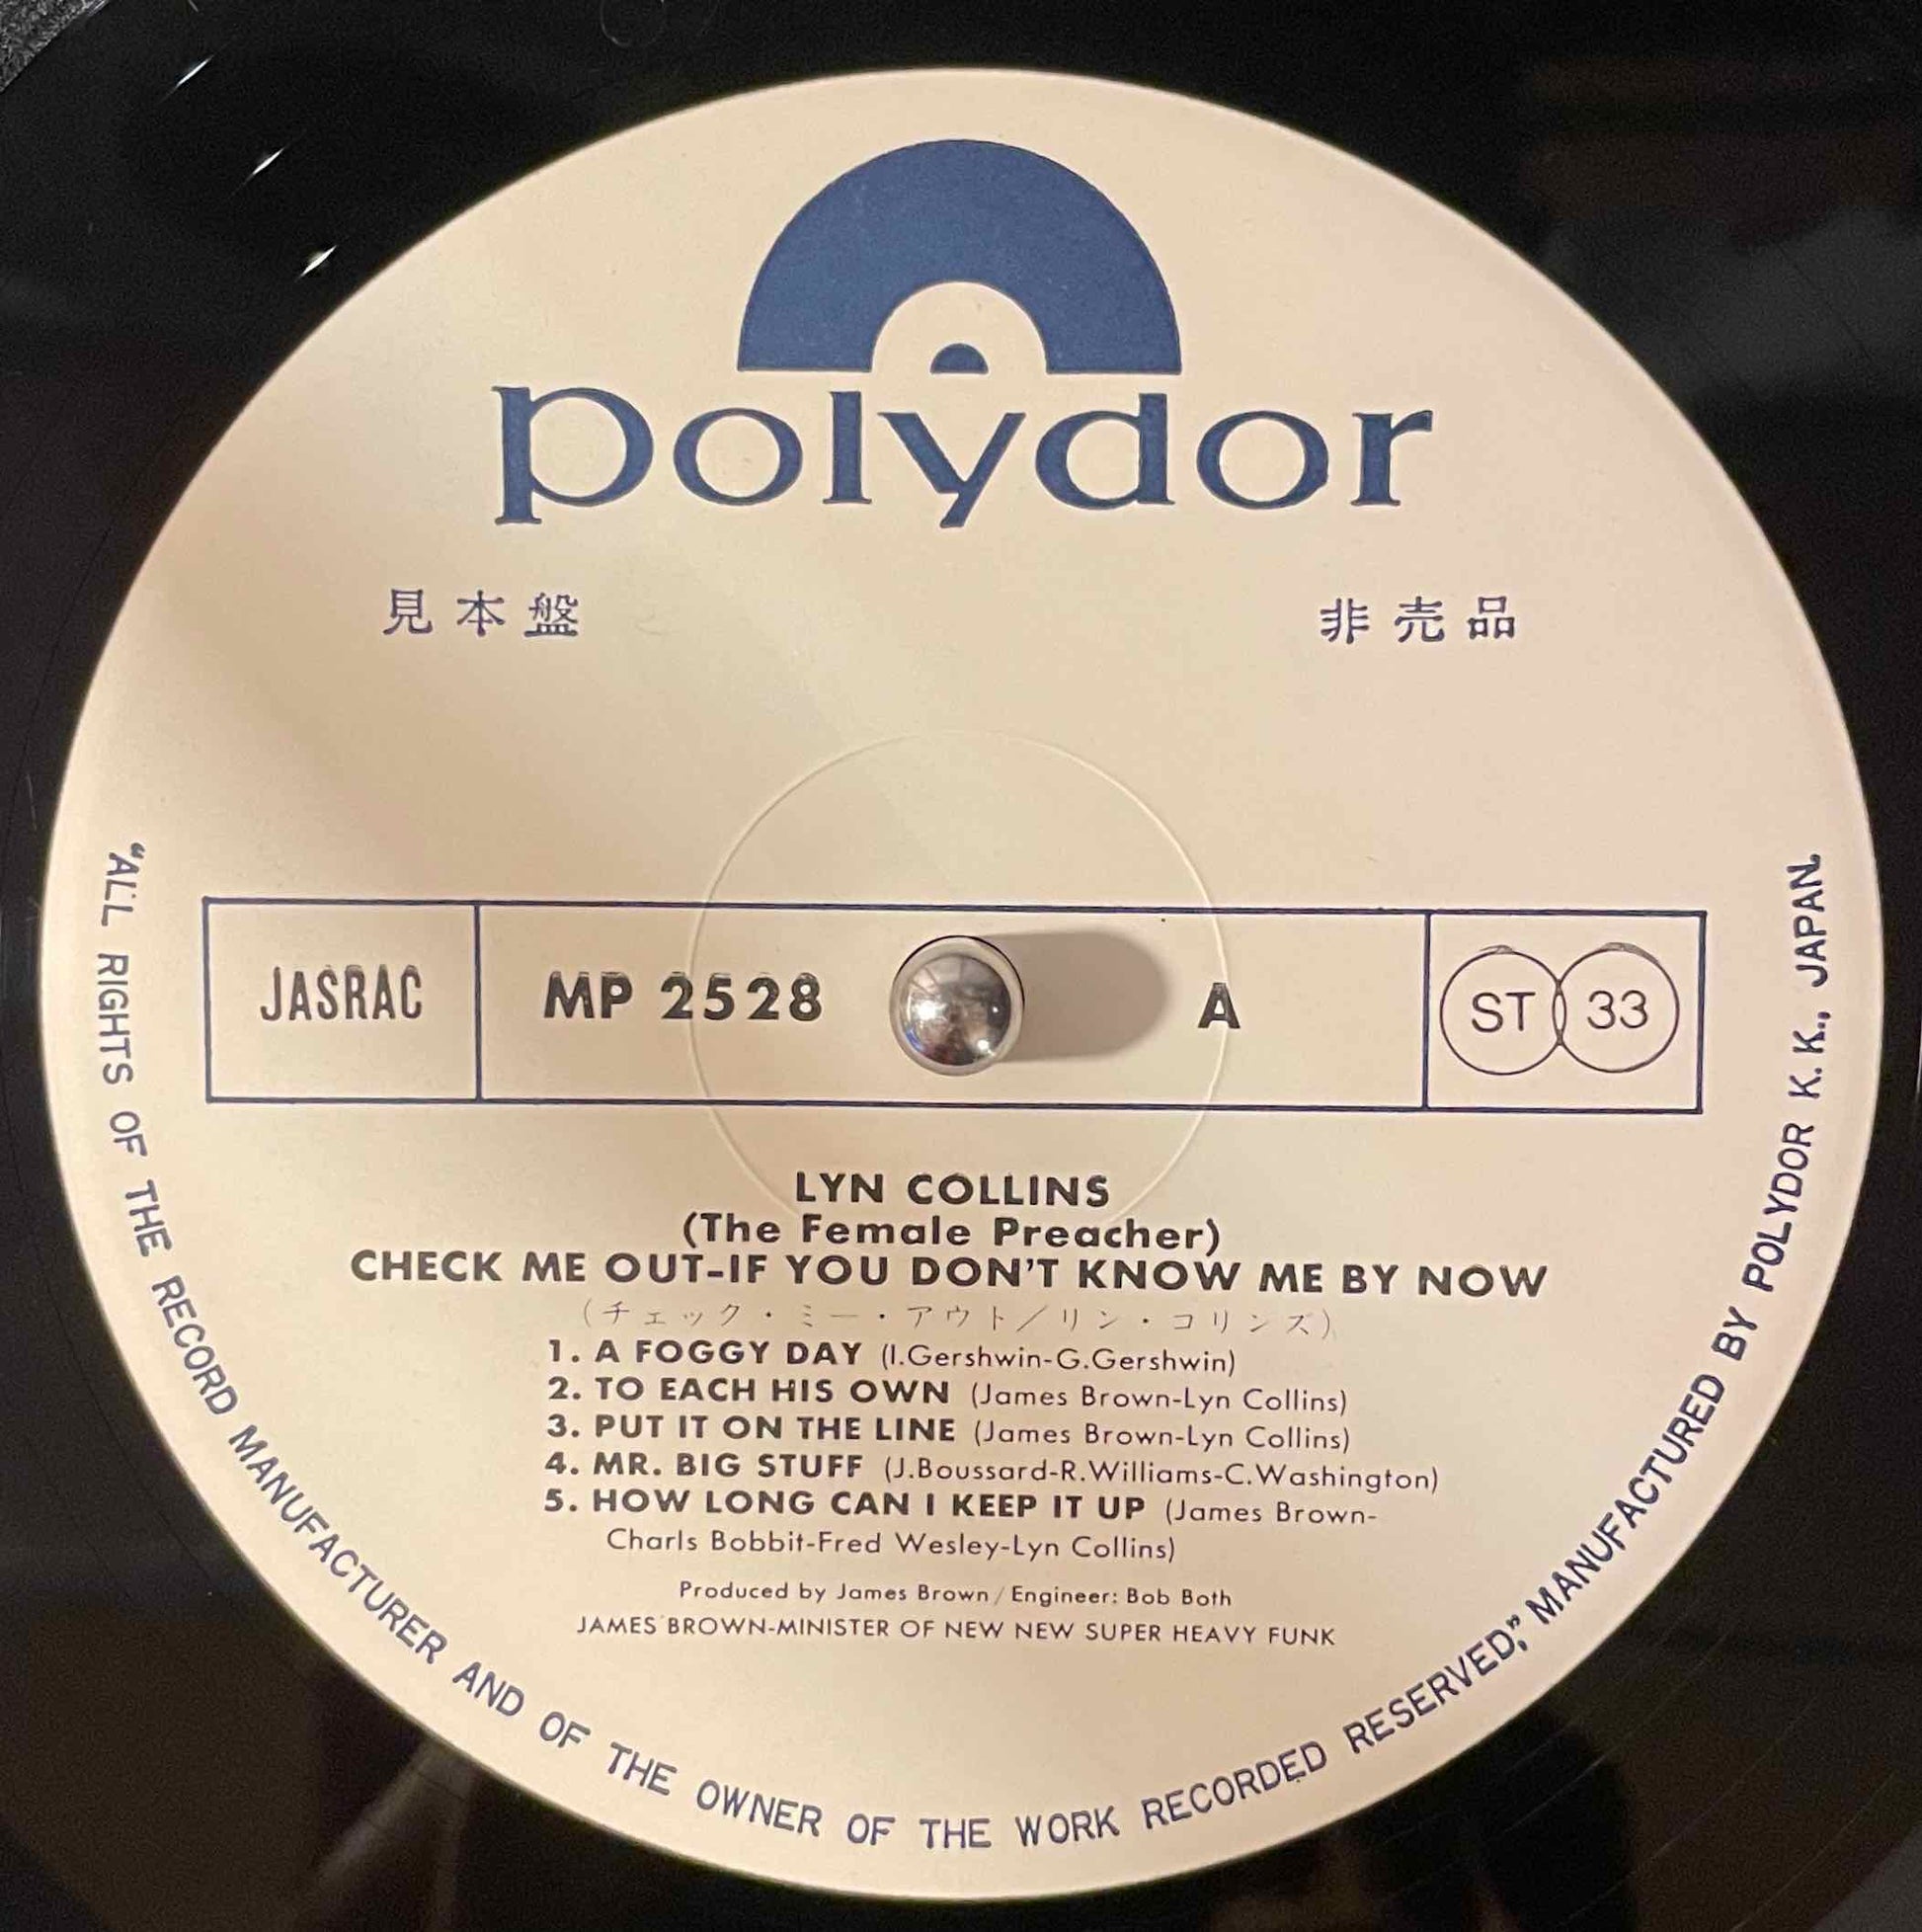 polydor
見本盤
非売品
JASRAC
MP 2528
A
ST 33
LYN COLLINS
(The Female Preacher)
CHECK ME OUT-IF YOU DON'T KNOW ME BY NOW
(チェック・ミー・アウト/リン・コリンズ)
1. A FOGGY DAY (I.Gershwin-G.Gershwin)
2. TO EACH HIS OWN (James Brown-Lyn Collins)
3. PUT IT ON THE LINE (James Brown-Lyn Collins)
4. MR. BIG STUFF (J.Boussard-R.Williams-C.Washington)
5. HOW LONG CAN I KEEP IT UP (James Brown-
Charls Bobbit-Fred Wesley-Lyn Collins)
Produced by James Brown/Engineer: Bob Both
JAMES BROWN-MINISTER OF NEW NEW SUPER HEAVY FUNK
"ALL RIGHTS OF THE RECORD MANUFACTURER AND OF THE OWNER OF THE WORK RECORDED RESERVED," MANUFACTURED BY POLYDOR K.K., JAPAN.